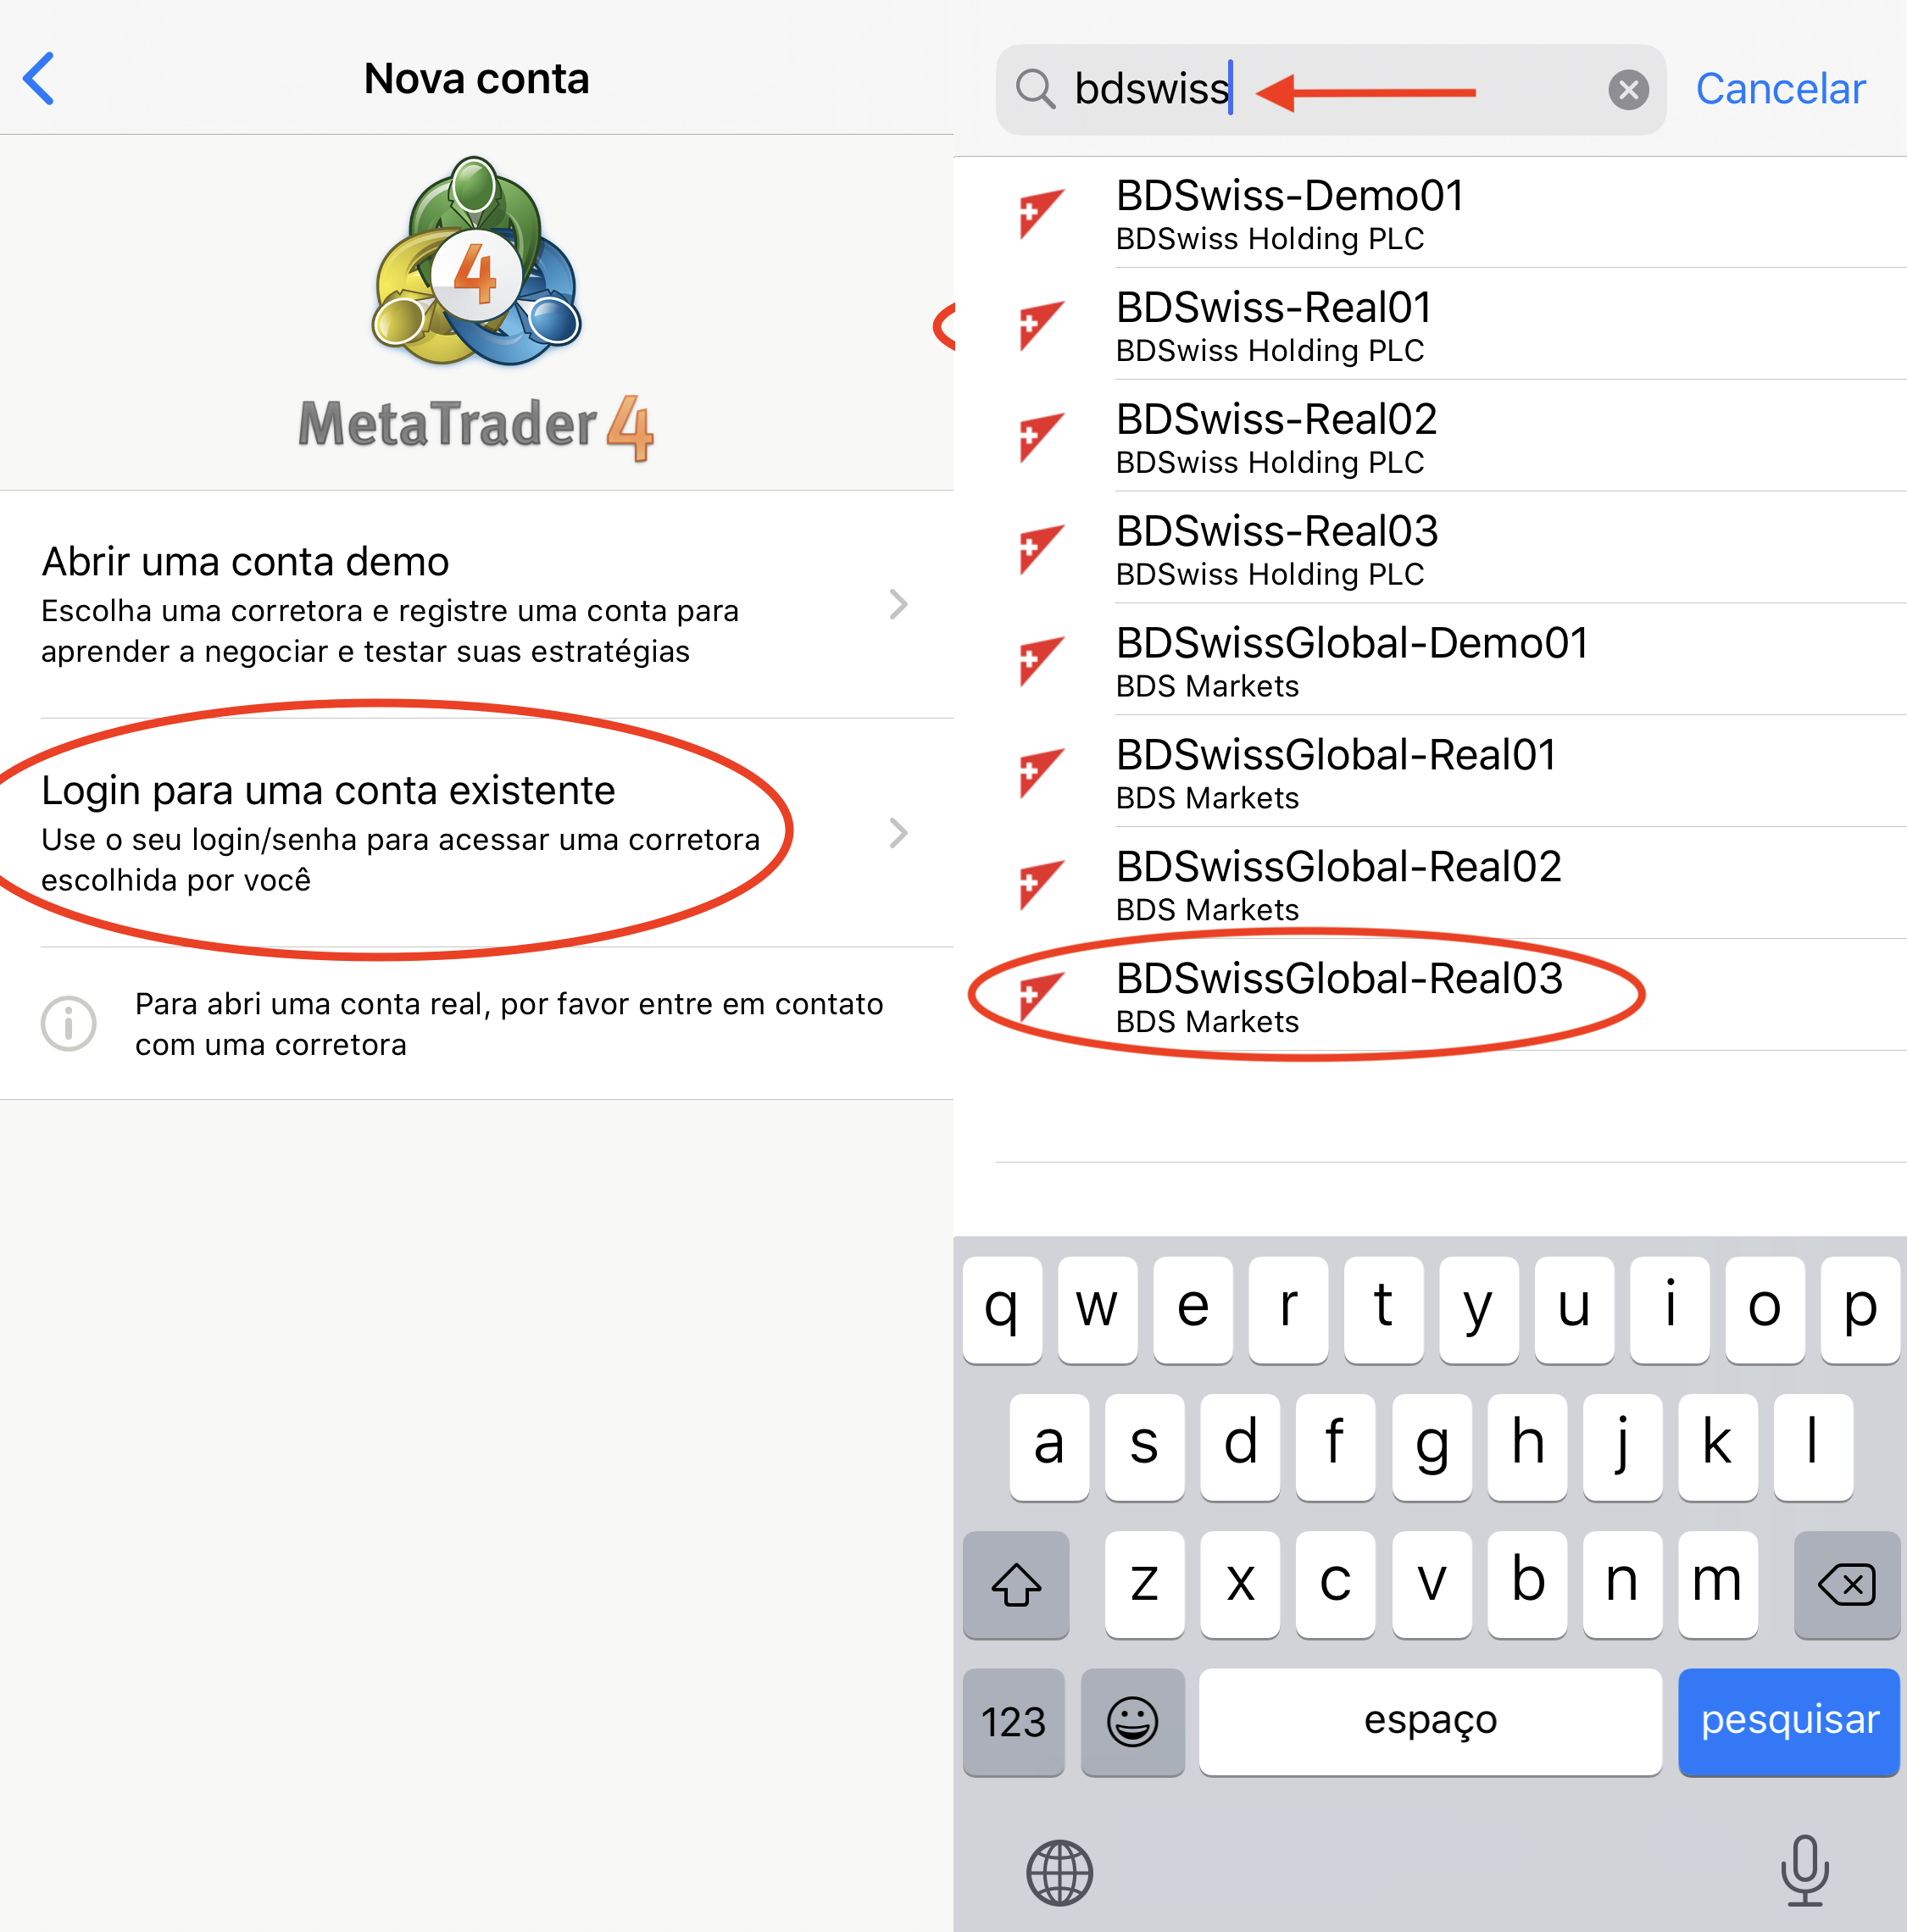 Nova conta
4
MetaTrader 4
Abrir uma conta demo
Escolha uma corretora e registre uma conta para
aprender a negociar e testar suas estratégias
Login para uma conta existente
Use o seu login/senha para acessar uma corretora
escolhida por você
Para abri uma conta real, por favor entre em contato
com uma corretora
bdswiss
Cancelar
BDSwiss-Demo01
BDSwiss Holding PLC
BDSwiss-Real01
BDSwiss Holding PLC
BDSwiss-Real02
BDSwiss Holding PLC
BDSwiss-Real03
BDSwiss Holding PLC
BDSwissGlobal-Demo01
BDS Markets
BDSwissGlobal-Real01
BDS Markets
BDSwissGlobal-Real02
BDS Markets
BDSwissGlobal-Real03
BDS Markets
q w e r t y u i o p
a s d f g h j k l
z x c v b n m
123 espaço pesquisar